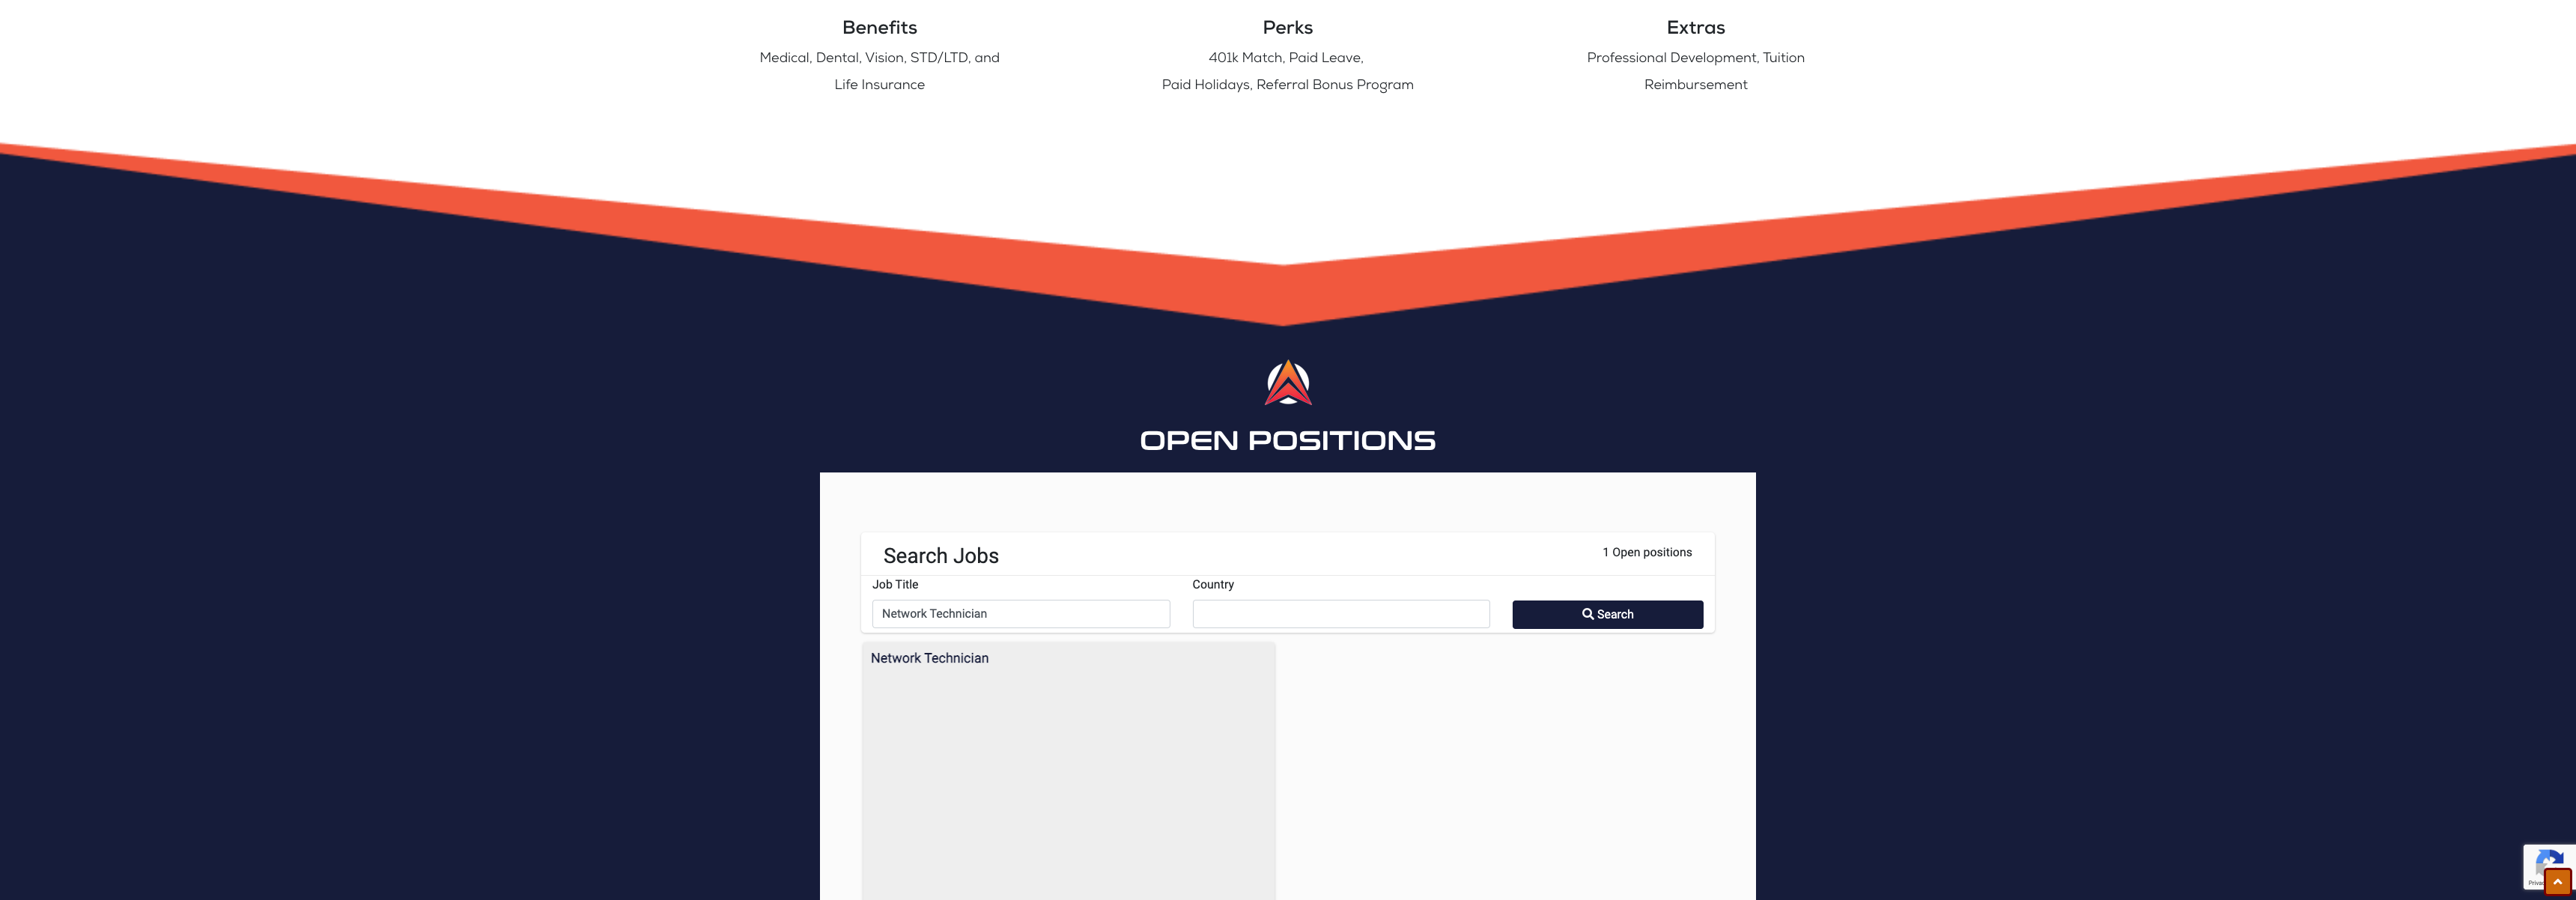 Benefits
Medical, Dental, Vision, STD/LTD, and
Life Insurance
Perks
401k Match, Paid Leave,
Paid Holidays, Referral Bonus Program
Extras
Professional Development, Tuition
Reimbursement
OPEN POSITIONS
Search Jobs
1 Open positions
Job Title
Country
Network Technician
Search
Network Technician